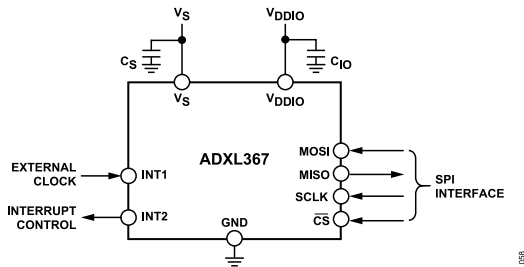 VS VDDIO
CS CIO
VS VDDIO
ADXL367
MOSI
EXTERNAL
CLOCK
INT1
MISO
SPI
INTERFACE
SCLK
INTERRUPT
CONTROL
INT2
GND
CS
058